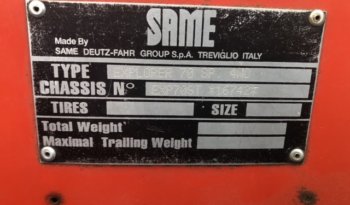 SAME
Made By
SAME DEUTZ-FAHR GROUP S.p.A. TREVIGLIO ITALY
TYPE EXPLORER 70 SP. 4WD
CHASSIS N°
TIRES SIZE
Total Weight
Maximal Trailing Weight